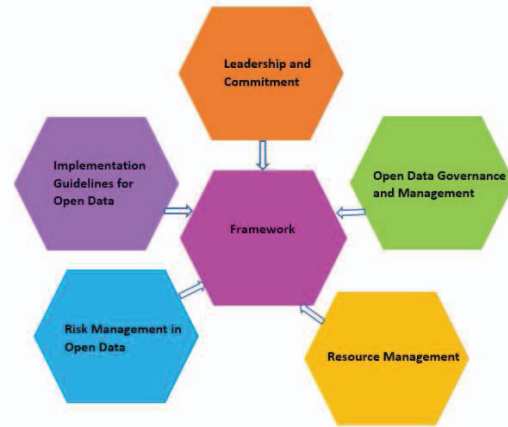 Leadership and
Commitment
Implementation
Guidelines for
Open Data
Open Data Governance
and Management
Framework
Risk Management in
Open Data
Resource Management